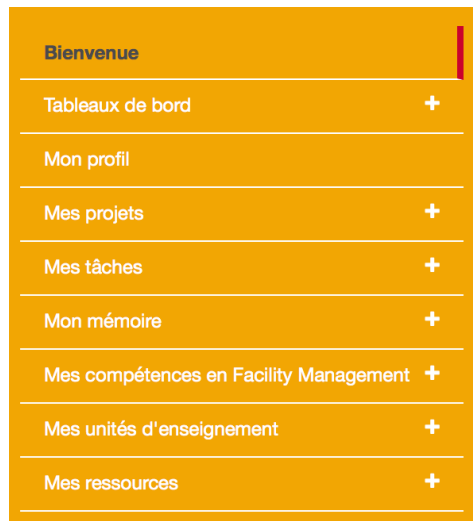 Bienvenue
Tableaux de bord +
Mon profil
Mes projets +
Mes tâches +
Mon mémoire +
Mes compétences en Facility Management +
Mes unités d'enseignement +
Mes ressources +